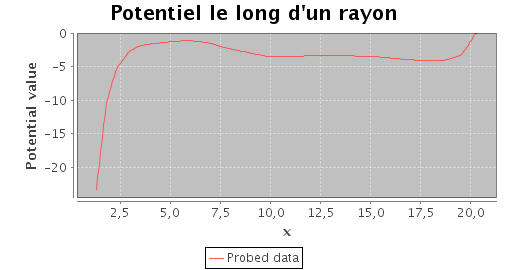 Potentiel le long d'un rayon
Potential value
0
-5
-10
-15
-20
2,5 5,0 7,5 10,0 12,5 15,0 17,5 20,0
x
Probed data